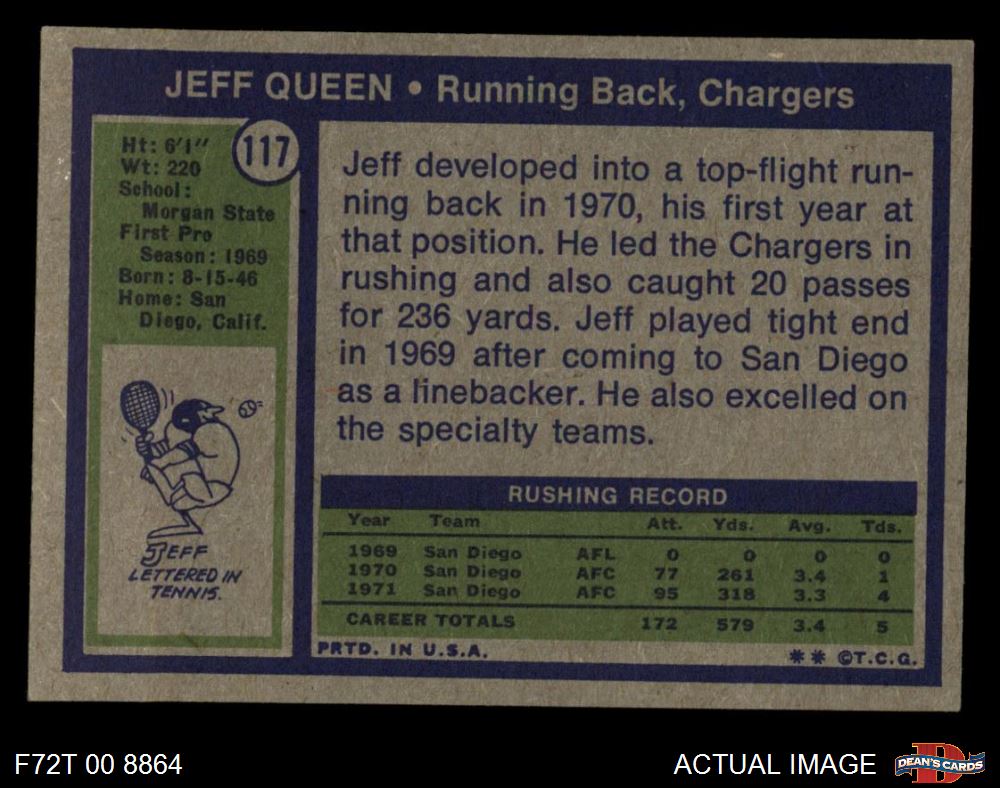 JEFF QUEEN • Running Back, Chargers
117
Ht: 6'1"
Wt: 220
School:
Morgan State
First Pro
Season: 1969
Born: 8-15-46
Home: San
Diego, Calif.
JEFF
LETTERED IN
TENNIS.
Jeff developed into a top-flight run-
ning back in 1970, his first year at
that position. He led the Chargers in
rushing and also caught 20 passes
for 236 yards. Jeff played tight end
in 1969 after coming to San Diego
as a linebacker. He also excelled on
the specialty teams.
RUSHING RECORD
Year Team Att. Yds. Avg. Tds.
1969 San Diego AFL 0 0 0 0
1970 San Diego AFC 77 261 3.4 1
1971 San Diego AFC 95 318 3.3 4
CAREER TOTALS 172 579 3.4 5
PRTD. IN U.S.A. ** ©T.C.G.
F72T 00 8864 ACTUAL IMAGE DEAN'S CARDS